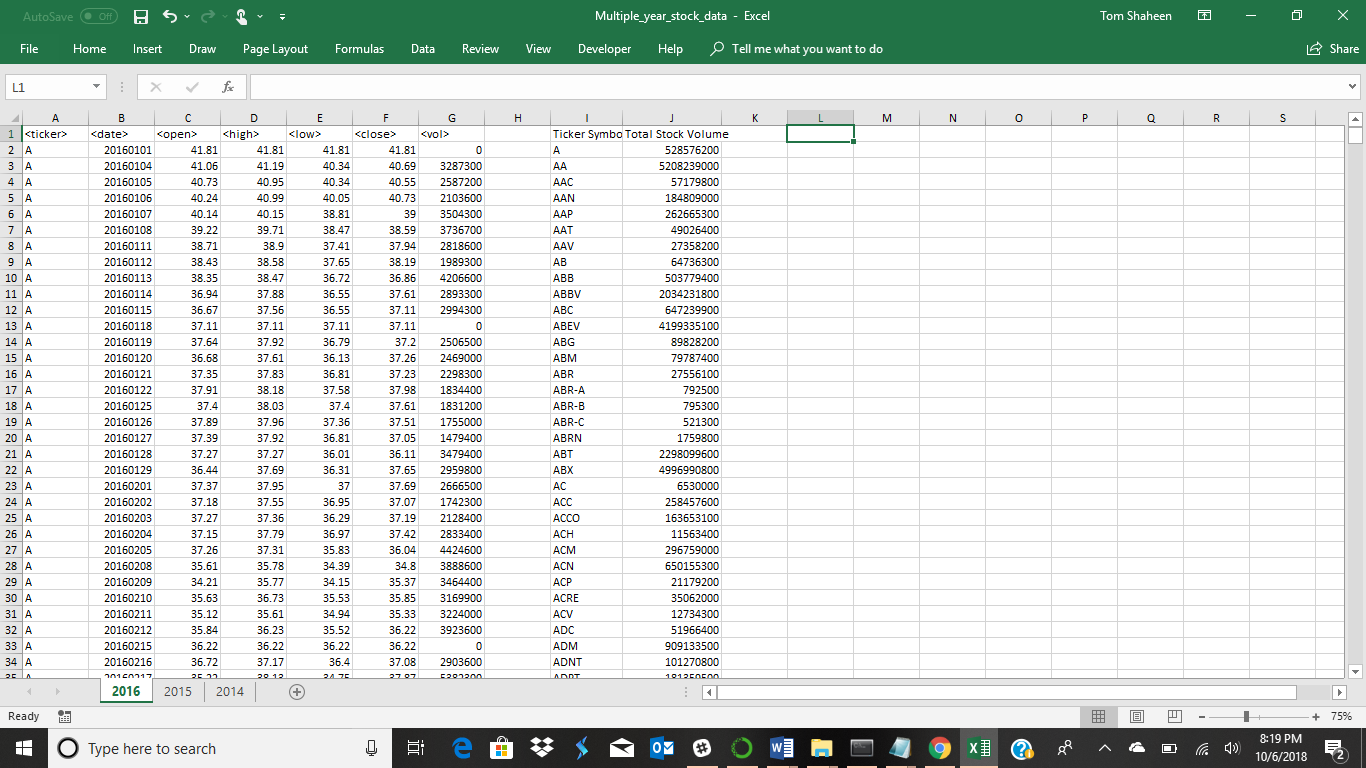 AutoSave Off Multiple_year_stock_data - Excel Tom Shaheen
File Home Insert Draw Page Layout Formulas Data Review View Developer Help Tell me what you want to do Share
L1 fx
A B C D E F G H I J K L M N O P Q R S
1 <ticker> <date> <open> <high> <low> <close> <vol> Ticker Symbo Total Stock Volume
2 A 20160101 41.81 41.81 41.81 41.81 0 A 528576200
3 A 20160104 41.06 41.19 40.34 40.69 3287300 AA 5208239000
4 A 20160105 40.73 40.95 40.34 40.55 2587200 AAC 57179800
5 A 20160106 40.24 40.99 40.05 40.73 2103600 AAN 184809000
6 A 20160107 40.14 40.15 38.81 39 3504300 AAP 262665300
7 A 20160108 39.22 39.71 38.47 38.59 3736700 AAT 49026400
8 A 20160111 38.71 38.9 37.41 37.94 2818600 AAV 27358200
9 A 20160112 38.43 38.58 37.65 38.19 1989300 AB 64736300
10 A 20160113 38.35 38.47 36.72 36.86 4206600 ABB 503779400
11 A 20160114 36.94 37.88 36.55 37.61 2893300 ABBV 2034231800
12 A 20160115 36.67 37.56 36.55 37.11 2994300 ABC 647239900
13 A 20160118 37.11 37.11 37.11 37.11 0 ABEV 4199335100
14 A 20160119 37.64 37.92 36.79 37.2 2506500 ABG 89828200
15 A 20160120 36.68 37.61 36.13 37.26 2469000 ABM 79787400
16 A 20160121 37.35 37.83 36.81 37.23 2298300 ABR 27556100
17 A 20160122 37.91 38.18 37.58 37.98 1834400 ABR-A 792500
18 A 20160125 37.4 38.03 37.4 37.61 1831200 ABR-B 795300
19 A 20160126 37.89 37.96 37.36 37.51 1755000 ABR-C 521300
20 A 20160127 37.39 37.92 36.81 37.05 1479400 ABRN 1759800
21 A 20160128 37.27 37.27 36.01 36.11 3479400 ABT 2298099600
22 A 20160129 36.44 37.69 36.31 37.65 2959800 ABX 4996990800
23 A 20160201 37.37 37.95 37 37.69 2666500 AC 6530000
24 A 20160202 37.18 37.55 36.95 37.07 1742300 ACC 258457600
25 A 20160203 37.27 37.36 36.29 37.19 2128400 ACCO 163653100
26 A 20160204 37.15 37.79 36.97 37.42 2833400 ACH 11563400
27 A 20160205 37.26 37.31 35.83 36.04 4424600 ACM 296759000
28 A 20160208 35.61 35.78 34.39 34.8 3888600 ACN 650155300
29 A 20160209 34.21 35.77 34.15 35.37 3464400 ACP 21179200
30 A 20160210 35.63 36.73 35.53 35.85 3169900 ACRE 35062000
31 A 20160211 35.12 35.61 34.94 35.33 3224000 ACV 12734300
32 A 20160212 35.84 36.23 35.52 36.22 3923600 ADC 51966400
33 A 20160215 36.22 36.22 36.22 36.22 0 ADM 909133500
34 A 20160216 36.72 37.17 36.4 37.08 2903600 ADNT 101270800
2016 2015 2014
Ready 75%
Type here to search 8:19 PM
10/6/2018 2